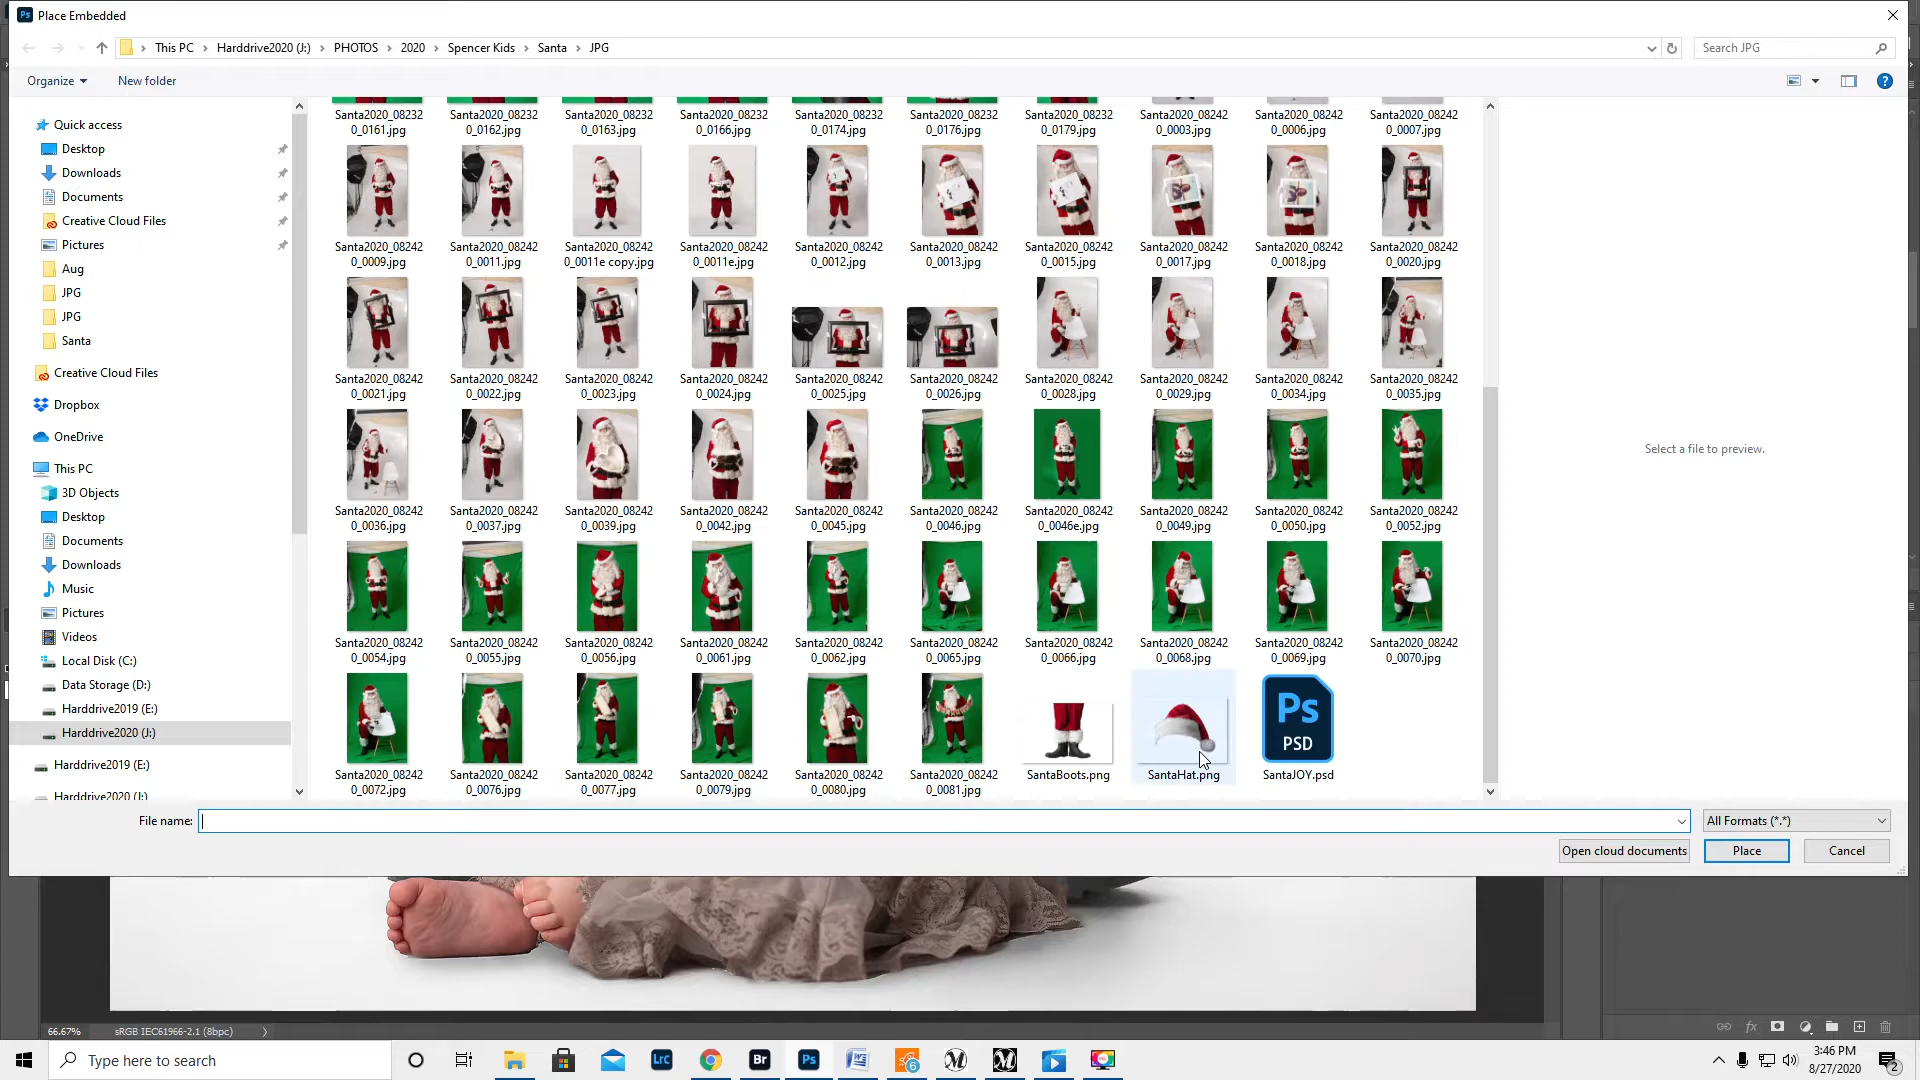 Place Embedded
This PC > Harddrive2020 (J:) > PHOTOS > 2020 > Spencer Kids > Santa > JPG
Search JPG
Organize
New folder
Quick access
Desktop
Downloads
Documents
Creative Cloud Files
Pictures
Aug
JPG
JPG
Santa
Creative Cloud Files
Dropbox
OneDrive
This PC
3D Objects
Desktop
Documents
Downloads
Music
Pictures
Videos
Local Disk (C:)
Data Storage (D:)
Harddrive2019 (E:)
Harddrive2020 (J:)
Harddrive2019 (E:)
Harddrive2020 (J:)
Santa2020_08232 Santa2020_08232 Santa2020_08232 Santa2020_08232 Santa2020_08232 Santa2020_08232 Santa2020_08232 Santa2020_08242 Santa2020_08242 Santa2020_08242
0_0161.jpg 0_0162.jpg 0_0163.jpg 0_0166.jpg 0_0174.jpg 0_0176.jpg 0_0179.jpg 0_0003.jpg 0_0006.jpg 0_0007.jpg
Santa2020_08242 Santa2020_08242 Santa2020_08242 Santa2020_08242 Santa2020_08242 Santa2020_08242 Santa2020_08242 Santa2020_08242 Santa2020_08242 Santa2020_08242
0_0009.jpg 0_0011.jpg 0_0011e copy.jpg 0_0011e.jpg 0_0012.jpg 0_0013.jpg 0_0015.jpg 0_0017.jpg 0_0018.jpg 0_0020.jpg
Santa2020_08242 Santa2020_08242 Santa2020_08242 Santa2020_08242 Santa2020_08242 Santa2020_08242 Santa2020_08242 Santa2020_08242 Santa2020_08242 Santa2020_08242
0_0021.jpg 0_0022.jpg 0_0023.jpg 0_0024.jpg 0_0025.jpg 0_0026.jpg 0_0028.jpg 0_0029.jpg 0_0034.jpg 0_0035.jpg
Santa2020_08242 Santa2020_08242 Santa2020_08242 Santa2020_08242 Santa2020_08242 Santa2020_08242 Santa2020_08242 Santa2020_08242 Santa2020_08242 Santa2020_08242
0_0036.jpg 0_0037.jpg 0_0039.jpg 0_0042.jpg 0_0045.jpg 0_0046.jpg 0_0046e.jpg 0_0049.jpg 0_0050.jpg 0_0052.jpg
Santa2020_08242 Santa2020_08242 Santa2020_08242 Santa2020_08242 Santa2020_08242 Santa2020_08242 Santa2020_08242 Santa2020_08242 Santa2020_08242 Santa2020_08242
0_0054.jpg 0_0055.jpg 0_0056.jpg 0_0061.jpg 0_0062.jpg 0_0065.jpg 0_0066.jpg 0_0068.jpg 0_0069.jpg 0_0070.jpg
Ps
PSD
Santa2020_08242 Santa2020_08242 Santa2020_08242 Santa2020_08242 Santa2020_08242 Santa2020_08242 SantaBoots.png SantaHat.png SantaJOY.psd
0_0072.jpg 0_0076.jpg 0_0077.jpg 0_0079.jpg 0_0080.jpg 0_0081.jpg
Select a file to preview.
File name:
All Formats (*.*)
Open cloud documents
Place
Cancel
66.67%
sRGB IEC61966-2.1 (8bpc)
fx
Type here to search
Lrc
Br
Ps
6
3:46 PM
8/27/2020
2